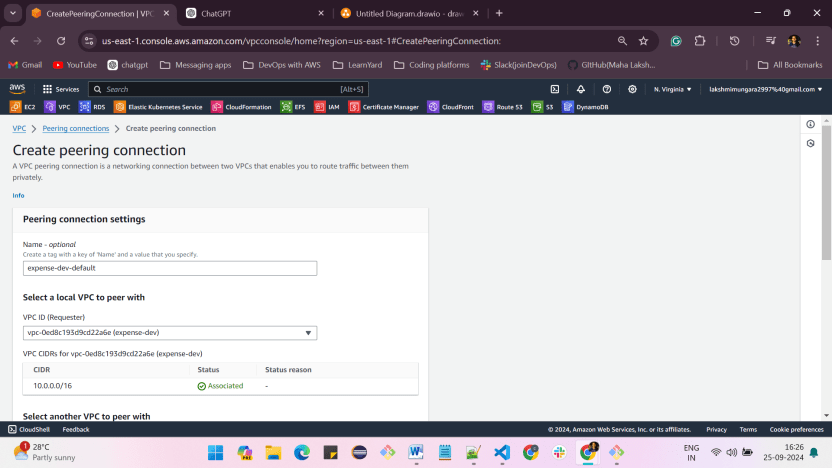 CreatePeeringConnection | VPC
ChatGPT
Untitled Diagram.drawio - draw
us-east-1.console.aws.amazon.com/vpcconsole/home?region=us-east-1#CreatePeeringConnection:
Gmail
YouTube
chatgpt
Messaging apps
DevOps with AWS
LearnYard
Coding platforms
Slack(joinDevOps)
GitHub(Maha Laksh...
All Bookmarks
aws
Services
Search
[Alt+S]
N. Virginia
lakshmimungara2997%40gmail.com
EC2
VPC
RDS
Elastic Kubernetes Service
CloudFormation
EFS
IAM
Certificate Manager
CloudFront
Route 53
S3
DynamoDB
VPC
Peering connections
Create peering connection
Create peering connection
A VPC peering connection is a networking connection between two VPCs that enables you to route traffic between them
privately.
Info
Peering connection settings
Name - optional
Create a tag with a key of 'Name' and a value that you specify.
expense-dev-default
Select a local VPC to peer with
VPC ID (Requester)
vpc-0ed8c193d9cd22a6e (expense-dev)
VPC CIDRs for vpc-0ed8c193d9cd22a6e (expense-dev)
CIDR
Status
Status reason
10.0.0.0/16
Associated
-
Select another VPC to peer with
CloudShell
Feedback
© 2024, Amazon Web Services, Inc. or its affiliates.
Privacy
Terms
Cookie preferences
1
28°C
Partly sunny
ENG
IN
16:26
25-09-2024